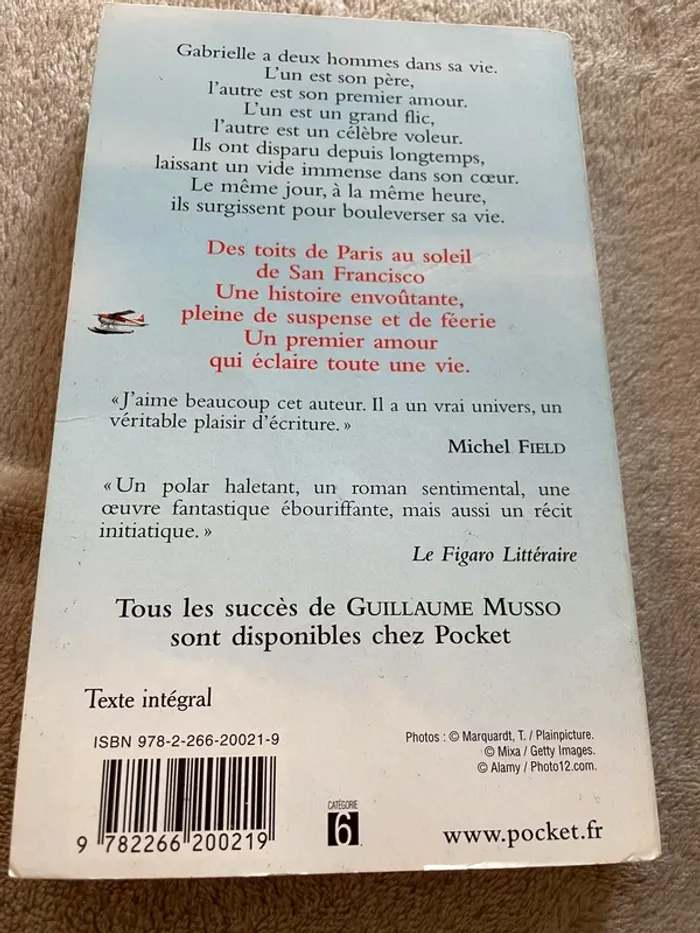 Gabrielle a deux hommes dans sa vie.
L'un est son père,
l'autre est son premier amour.
L'un est un grand flic,
l'autre est un célèbre voleur.
Ils ont disparu depuis longtemps,
laissant un vide immense dans son cœur.
Le même jour, à la même heure,
ils surgissent pour bouleverser sa vie.
Des toits de Paris au soleil
de San Francisco
Une histoire envoûtante,
pleine de suspense et de féerie
Un premier amour
qui éclaire toute une vie.
«J'aime beaucoup cet auteur. Il a un vrai univers, un
véritable plaisir d'écriture.»
Michel FIELD
« Un polar haletant, un roman sentimental, une
œuvre fantastique ébouriffante, mais aussi un récit
initiatique. »
Le Figaro Littéraire
Tous les succès de GUILLAUME MUSSO
sont disponibles chez Pocket
Texte intégral
ISBN 978-2-266-20021-9
Photos : © Marquardt, T. / Plainpicture.
© Mixa / Getty Images.
© Alamy / Photo12.com.
9 782266 200219
CATÉGORIE
6
www.pocket.fr